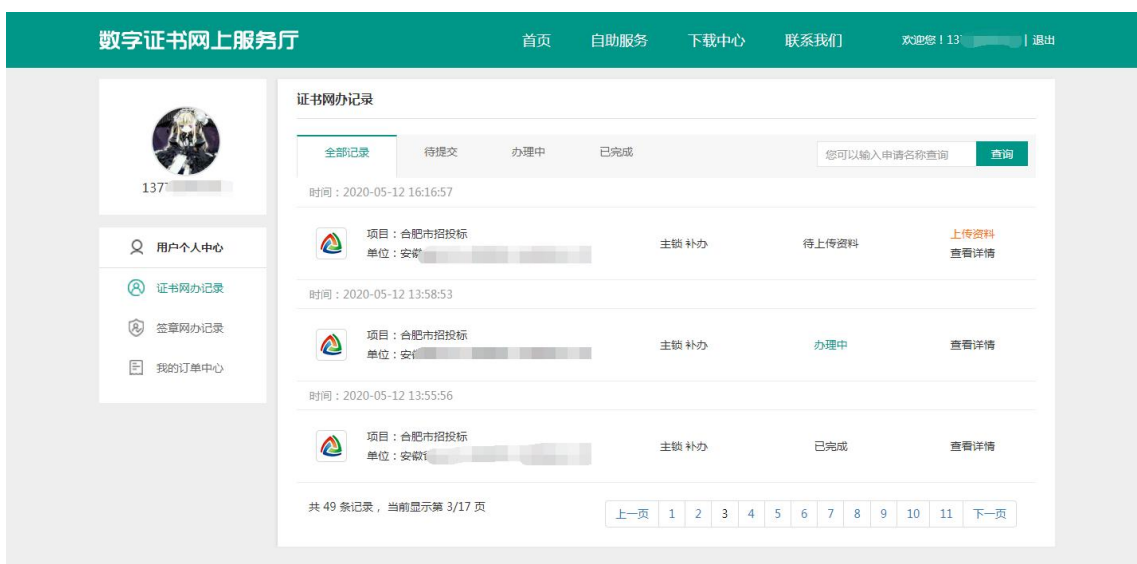 数字证书网上服务厅
首页 自助服务 下载中心 联系我们 欢迎您！13 | 退出
证书网办记录
全部记录 待提交 办理中 已完成 您可以输入申请名称查询 查询
137
时间：2020-05-12 16:16:57
用户个人中心
证书网办记录
签章网办记录
我的订单中心
项目：合肥市招投标
单位：安徽
主锁 补办 待上传资料 上传资料
查看详情
时间：2020-05-12 13:58:53
项目：合肥市招投标
单位：安
主锁 补办 办理中 查看详情
时间：2020-05-12 13:55:56
项目：合肥市招投标
单位：安徽
主锁 补办 已完成 查看详情
共 49 条记录， 当前显示第 3/17 页
上一页 1 2 3 4 5 6 7 8 9 10 11 下一页